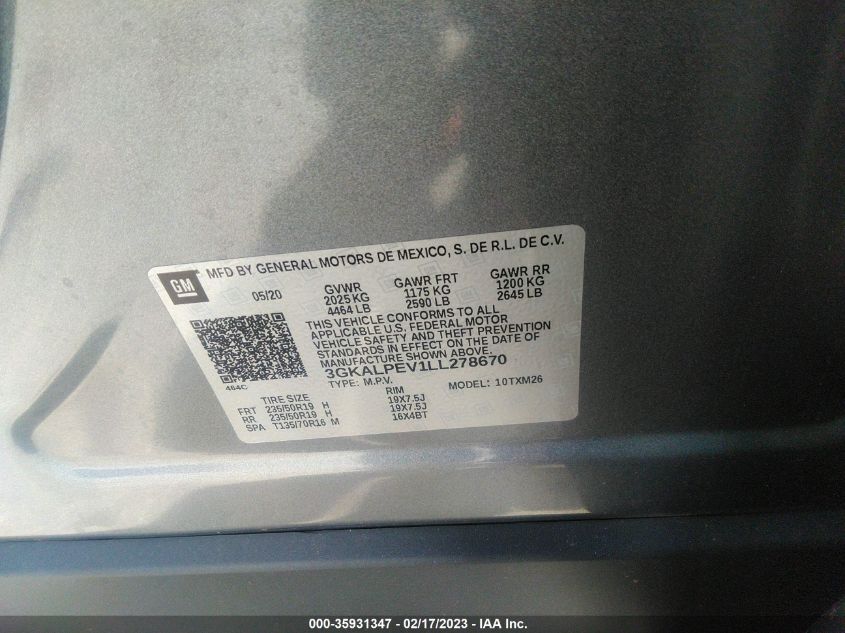 GM
MFD BY GENERAL MOTORS DE MEXICO, S. DE R.L. DE C.V.
05/20 GVWR GAWR FRT GAWR RR
2025 KG 1175 KG 1200 KG
4464 LB 2590 LB 2645 LB
THIS VEHICLE CONFORMS TO ALL
APPLICABLE U.S. FEDERAL MOTOR
VEHICLE SAFETY AND THEFT PREVENTION
STANDARDS IN EFFECT ON THE DATE OF
MANUFACTURE SHOWN ABOVE.
3GKALPEV1LL278670
464C TYPE: M.P.V. MODEL: 10TXM26
TIRE SIZE RIM
FRT 235/50R19 H 19X7.5J
RR 235/50R19 H 19X7.5J
SPA T135/70R16 M 16X4BT
000-35931347 - 02/17/2023 - IAA Inc.